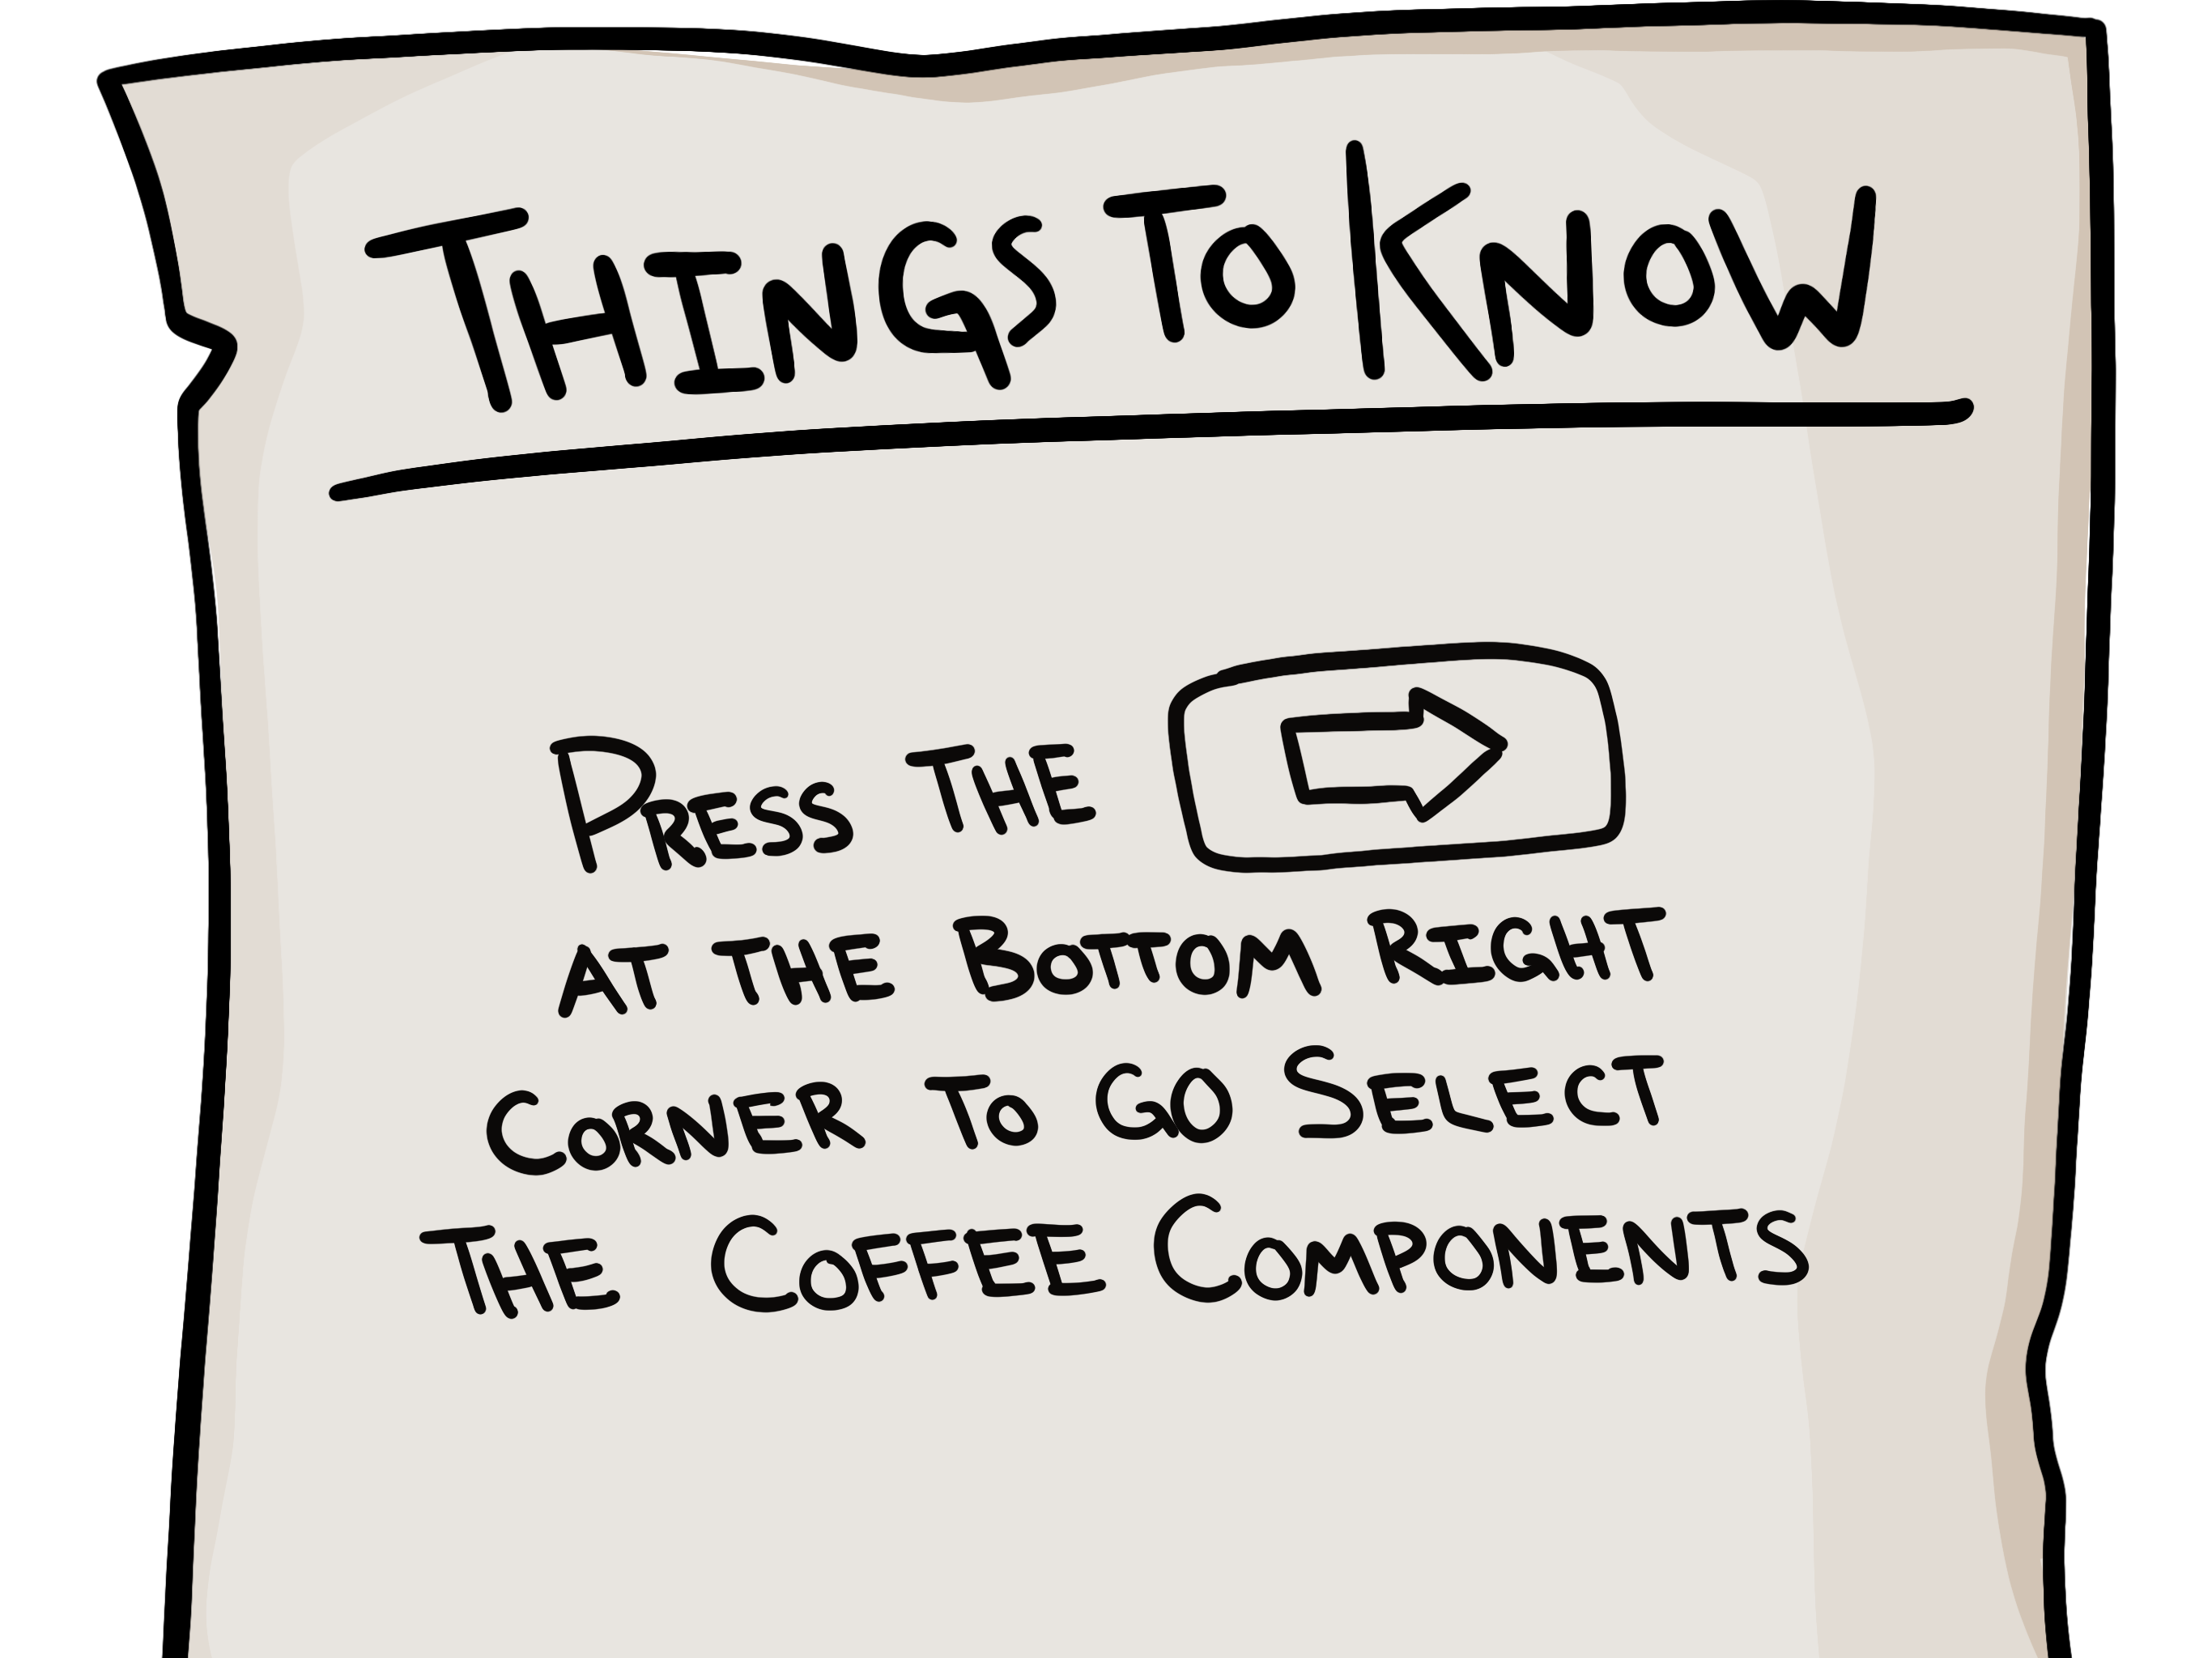 Things To Know
Press the
at the Bottom Right
Corner to go Select
the Coffee Components